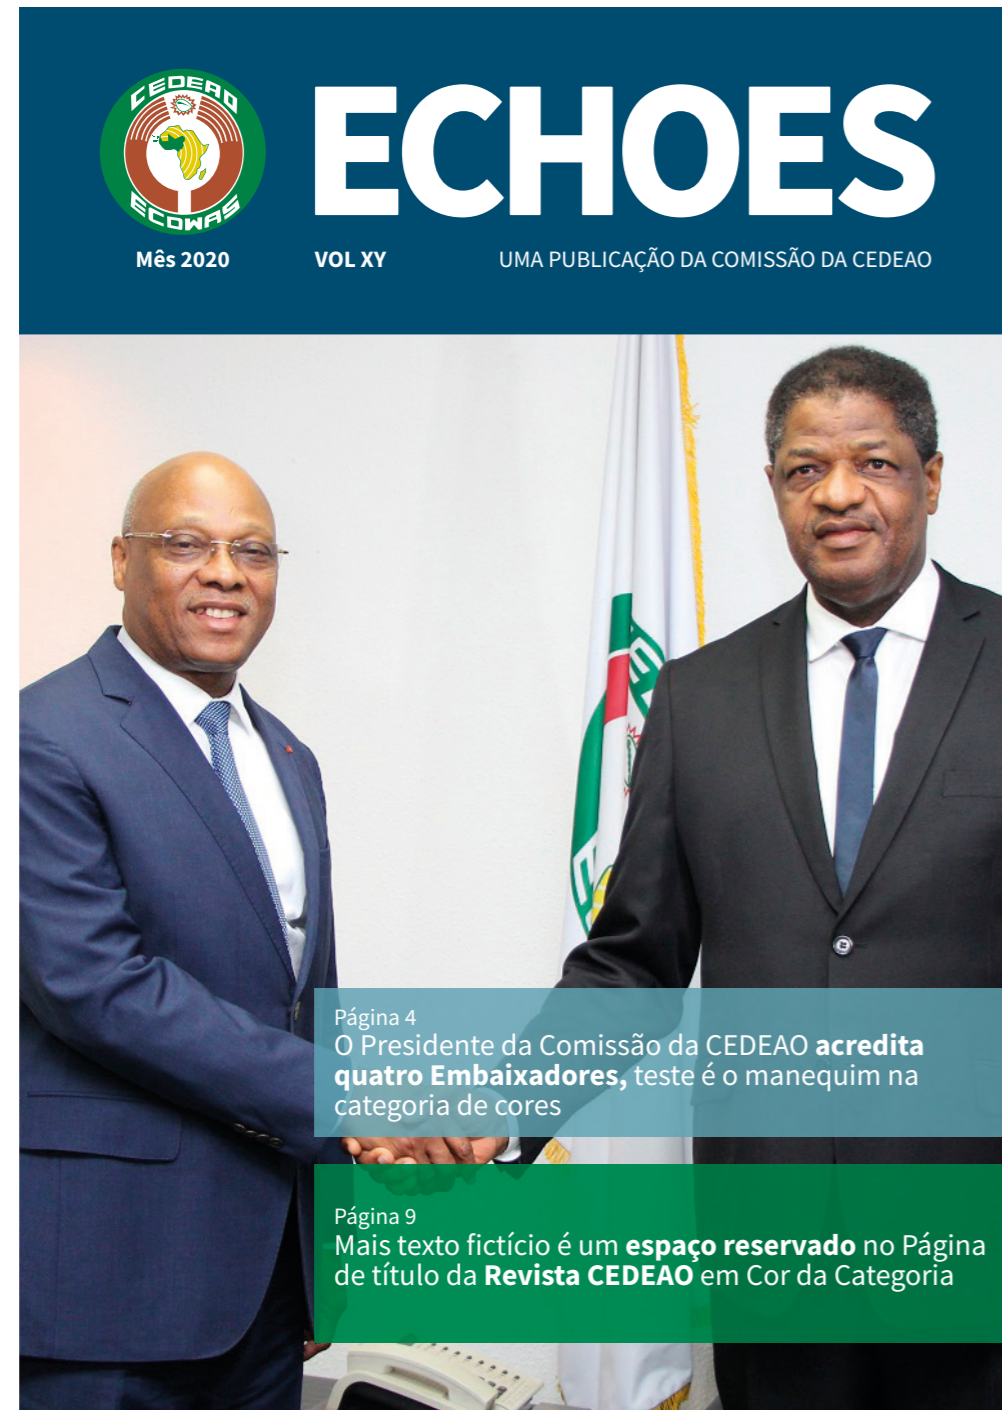 CEDEAO
ECOWAS
ECHOES
Mês 2020
VOL XY
UMA PUBLICAÇÃO DA COMISSÃO DA CEDEAO
Página 4
O Presidente da Comissão da CEDEAO acredita
quatro Embaixadores, teste é o manequim na
categoria de cores
Página 9
Mais texto fictício é um espaço reservado no Página
de título da Revista CEDEAO em Cor da Categoria